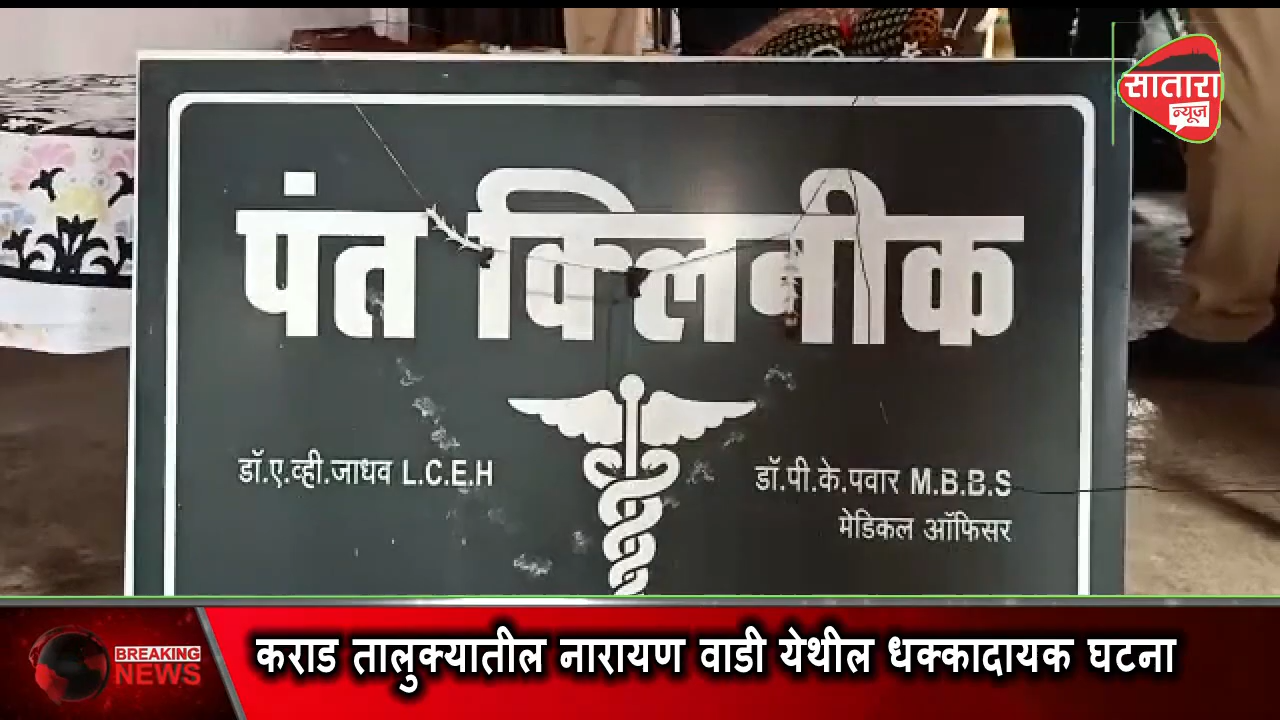 सातारा
न्यूज
पंत क्लिनीक
डॉ.ए.व्ही.जाधव L.C.E.H
डॉ.पी.के.पवार M.B.B.S
मेडिकल ऑफिसर
BREAKING
NEWS
कराड तालुक्यातील नारायण वाडी येथील धक्कादायक घटना